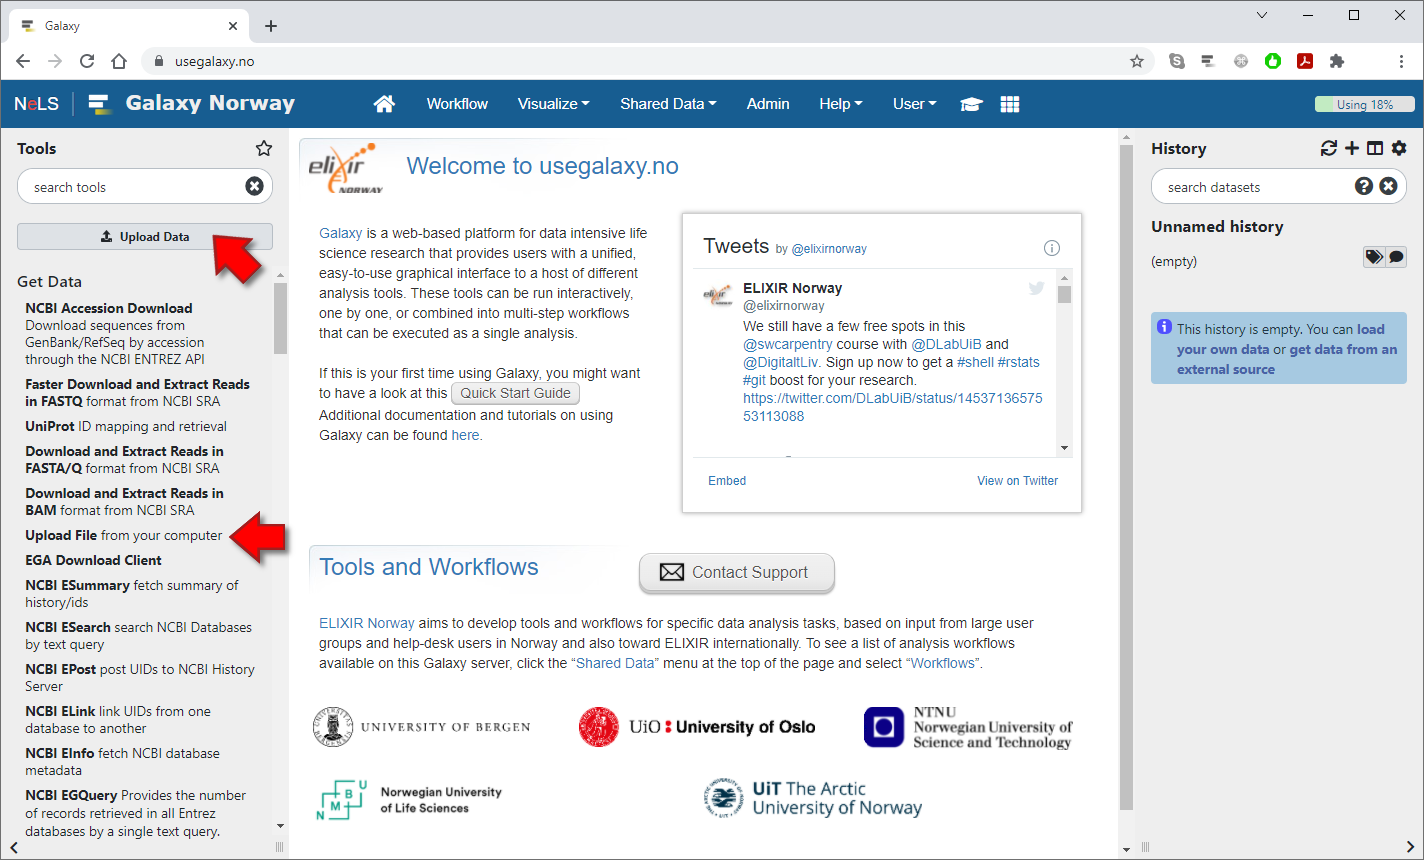 Galaxy
usegalaxy.no
NeLS
Galaxy Norway
Workflow
Visualize
Shared Data
Admin
Help
User
Using 18%
Tools
search tools
Upload Data
Get Data
NCBI Accession Download
Download sequences from
GenBank/RefSeq by accession
through the NCBI ENTREZ API
Faster Download and Extract Reads
in FASTQ format from NCBI SRA
UniProt ID mapping and retrieval
Download and Extract Reads in
FASTA/Q format from NCBI SRA
Download and Extract Reads in
BAM format from NCBI SRA
Upload File from your computer
EGA Download Client
NCBI ESummary fetch summary of
history/ids
NCBI ESearch search NCBI Databases
by text query
NCBI EPost post UIDs to NCBI History
Server
NCBI ELink link UIDs from one
database to another
NCBI EInfo fetch NCBI database
metadata
NCBI EGQuery Provides the number
of records retrieved in all Entrez
databases by a single text query.
elixir
NORWAY
Welcome to usegalaxy.no
Galaxy is a web-based platform for data intensive life
science research that provides users with a unified,
easy-to-use graphical interface to a host of different
analysis tools. These tools can be run interactively,
one by one, or combined into multi-step workflows
that can be executed as a single analysis.
If this is your first time using Galaxy, you might want
to have a look at this Quick Start Guide
Additional documentation and tutorials on using
Galaxy can be found here.
Tweets by @elixirnorway
elixir
ELIXIR Norway
@elixirnorway
We still have a few free spots in this
@swcarpentry course with @DLabUiB and
@DigitaltLiv. Sign up now to get a #shell #rstats
#git boost for your research.
https://twitter.com/DLabUiB/status/14537136575
53113088
Embed
View on Twitter
Tools and Workflows
Contact Support
ELIXIR Norway aims to develop tools and workflows for specific data analysis tasks, based on input from large user
groups and help-desk users in Norway and also toward ELIXIR internationally. To see a list of analysis workflows
available on this Galaxy server, click the “Shared Data” menu at the top of the page and select “Workflows”.
UNIVERSITY OF BERGEN
UiO : University of Oslo
NTNU
Norwegian University of
Science and Technology
N M B U
Norwegian University
of Life Sciences
UiT The Arctic
University of Norway
History
search datasets
Unnamed history
(empty)
This history is empty. You can load
your own data or get data from an
external source